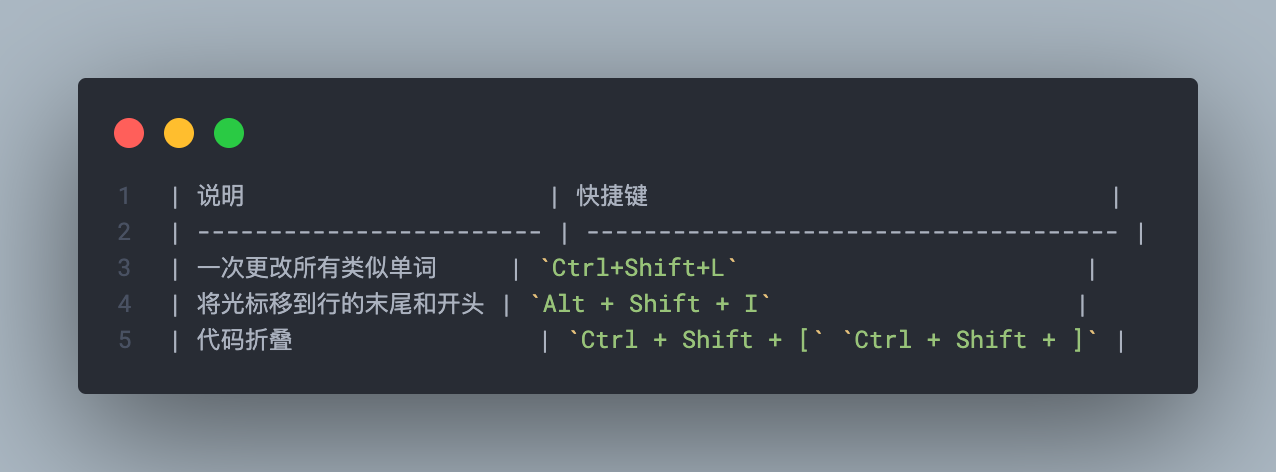 1 | 说明                     | 快捷键                                 |
2 | ------------------------ | ------------------------------------- |
3 | 一次更改所有类似单词     | `Ctrl+Shift+L`                        |
4 | 将光标移到行的末尾和开头 | `Alt + Shift + I`                     |
5 | 代码折叠                 | `Ctrl + Shift + [` `Ctrl + Shift + ]` |